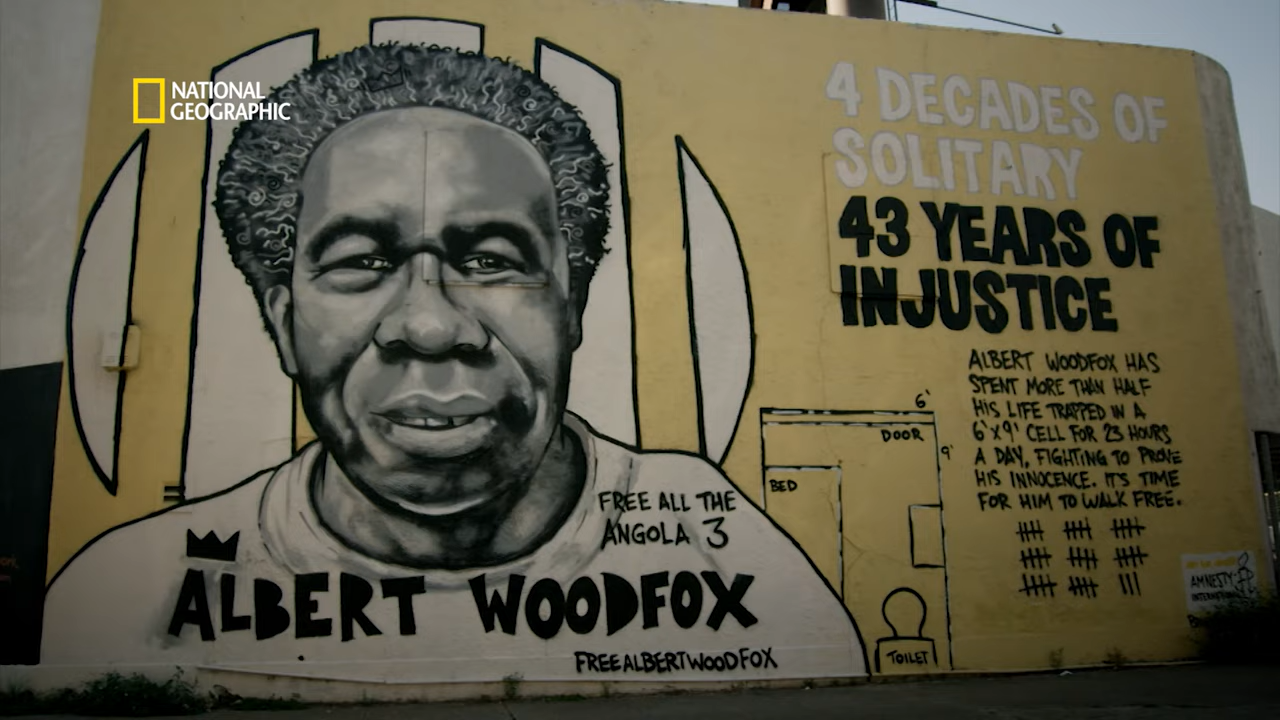 NATIONAL
GEOGRAPHIC
4 DECADES OF
SOLITARY
43 YEARS OF
INJUSTICE
ALBERT WOODFOX HAS
SPENT MORE THAN HALF
HIS LIFE TRAPPED IN A
6'x9' CELL FOR 23 HOURS
A DAY, FIGHTING TO PROVE
HIS INNOCENCE. IT'S TIME
FOR HIM TO WALK FREE.
6'
DOOR
9'
BED
TOILET
FREE ALL THE
ANGOLA 3
ALBERT WOODFOX
FREEALBERTWOODFOX
AMNESTY
INTERNATIONAL